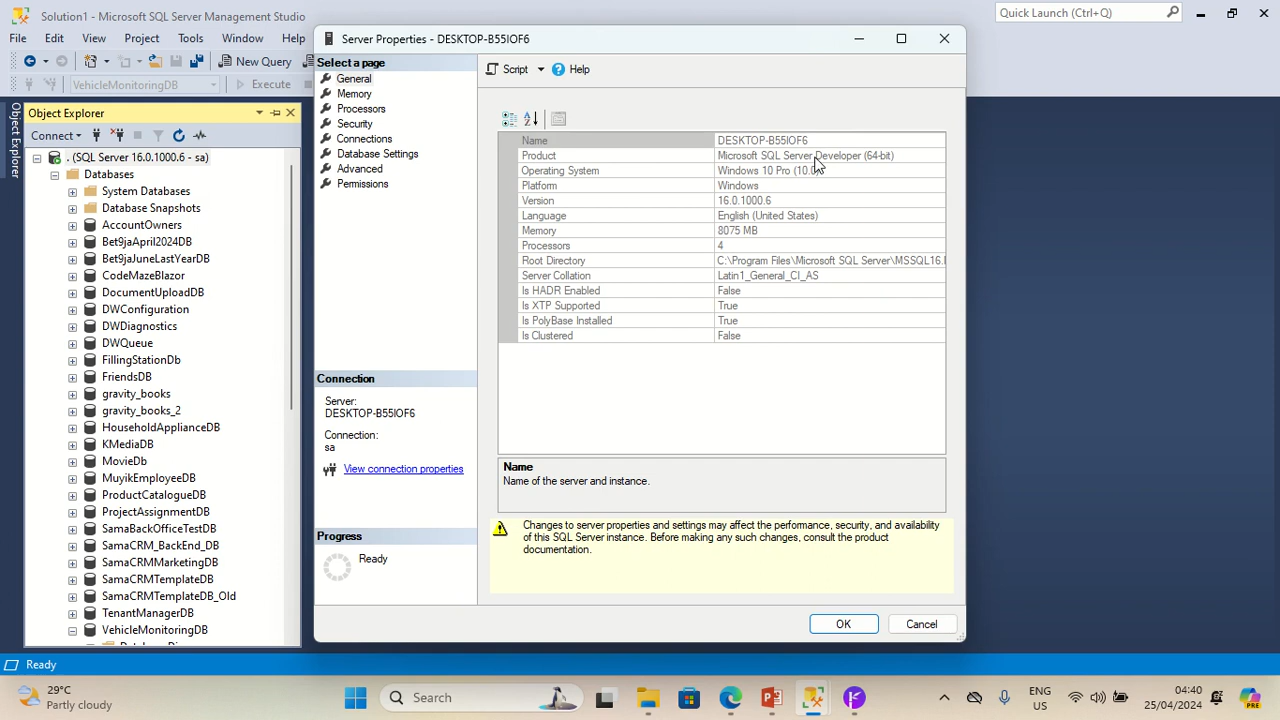 Solution1 - Microsoft SQL Server Management Studio
Quick Launch (Ctrl+Q)
File Edit View Project Tools Window Help
New Query
VehicleMonitoringDB
Execute
Object Explorer
Object Explorer
Connect
. (SQL Server 16.0.1000.6 - sa)
Databases
System Databases
Database Snapshots
AccountOwners
Bet9jaApril2024DB
Bet9jaJuneLastYearDB
CodeMazeBlazor
DocumentUploadDB
DWConfiguration
DWDiagnostics
DWQueue
FillingStationDb
FriendsDB
gravity_books
gravity_books_2
HouseholdApplianceDB
KMediaDB
MovieDb
MuyikEmployeeDB
ProductCatalogueDB
ProjectAssignmentDB
SamaBackOfficeTestDB
SamaCRM_BackEnd_DB
SamaCRMMarketingDB
SamaCRMTemplateDB
SamaCRMTemplateDB_Old
TenantManagerDB
VehicleMonitoringDB
Server Properties - DESKTOP-B55IOF6
Select a page
General
Memory
Processors
Security
Connections
Database Settings
Advanced
Permissions
Connection
Server:
DESKTOP-B55IOF6
Connection:
sa
View connection properties
Progress
Ready
Script Help
Name DESKTOP-B55IOF6
Product Microsoft SQL Server Developer (64-bit)
Operating System Windows 10 Pro (10.0
Platform Windows
Version 16.0.1000.6
Language English (United States)
Memory 8075 MB
Processors 4
Root Directory C:\Program Files\Microsoft SQL Server\MSSQL16.
Server Collation Latin1_General_CI_AS
Is HADR Enabled False
Is XTP Supported True
Is PolyBase Installed True
Is Clustered False
Name
Name of the server and instance.
Changes to server properties and settings may affect the performance, security, and availability
of this SQL Server instance. Before making any such changes, consult the product
documentation.
OK Cancel
Ready
29°C
Partly cloudy
Search
ENG
US
04:40
25/04/2024
PRE